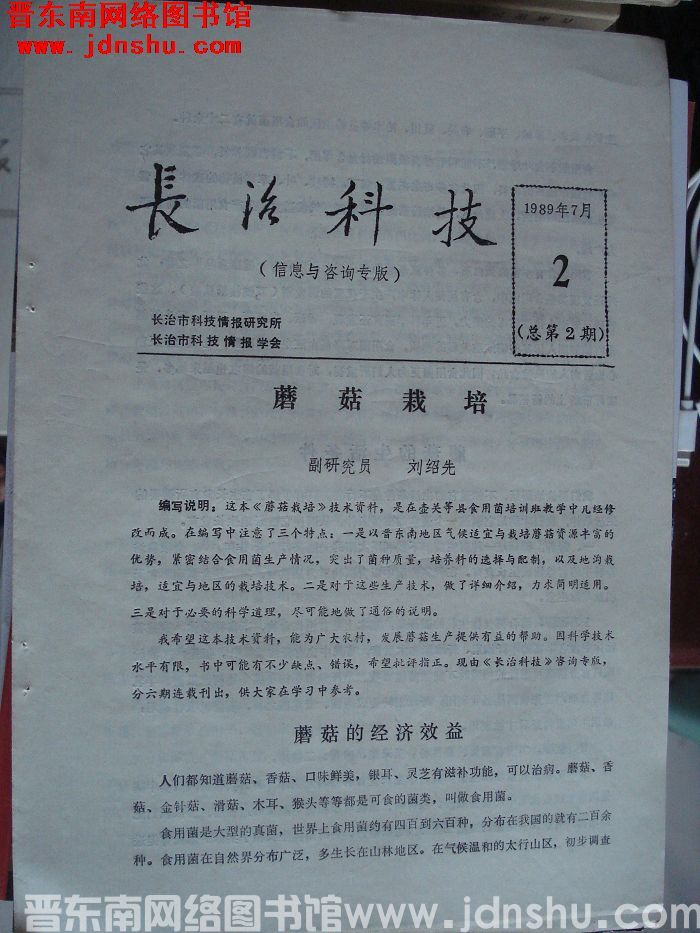 晋东南网络图书馆
www.jdnshu.com
長治科技
(信息与咨询专版)
1989年7月
2
(总第2期)
长治市科技情报研究所
长治市科技情报学会
蘑菇栽培
副研究员 刘绍先
编写说明：这本《蘑菇栽培》技术资料，是在壶关等县食用菌培训班教学中几经修
改而成。在编写中注意了三个特点：一是以晋东南地区气候适宜与栽培蘑菇资源丰富的
优势，紧密结合食用菌生产情况，突出了菌种质量，培养料的选择与配制，以及地沟栽
培，适宜与地区的栽培技术。二是对于这些生产技术，做了详细介绍，力求简明适用。
三是对于必要的科学道理，尽可能地做了通俗的说明。
我希望这本技术资料，能为广大农村，发展蘑菇生产提供有益的帮助。因科学技术
水平有限，书中可能有不少缺点、错误，希望批评指正。现由《长治科技》咨询专版，
分六期连载刊出，供大家在学习中参考。
蘑菇的经济效益
人们都知道蘑菇、香菇、口味鲜美，银耳、灵芝有滋补功能，可以治病。蘑菇、香
菇、金针菇、滑菇、木耳、猴头等等都是可食的菌类，叫做食用菌。
食用菌是大型的真菌，世界上食用菌约有四百到六百种，分布在我国的就有二百余
种。食用菌在自然界分布广泛，多生长在山林地区。在气候温和的太行山区，初步调查
晋东南网络图书馆www.jdnshu.com